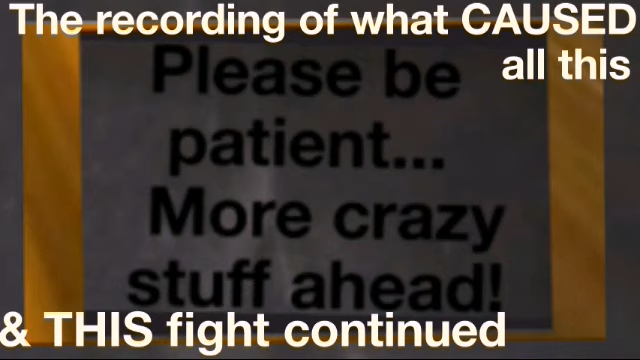 The recording of what CAUSED
all this
Please be
patient...
More crazy
stuff ahead!
& THIS fight continued